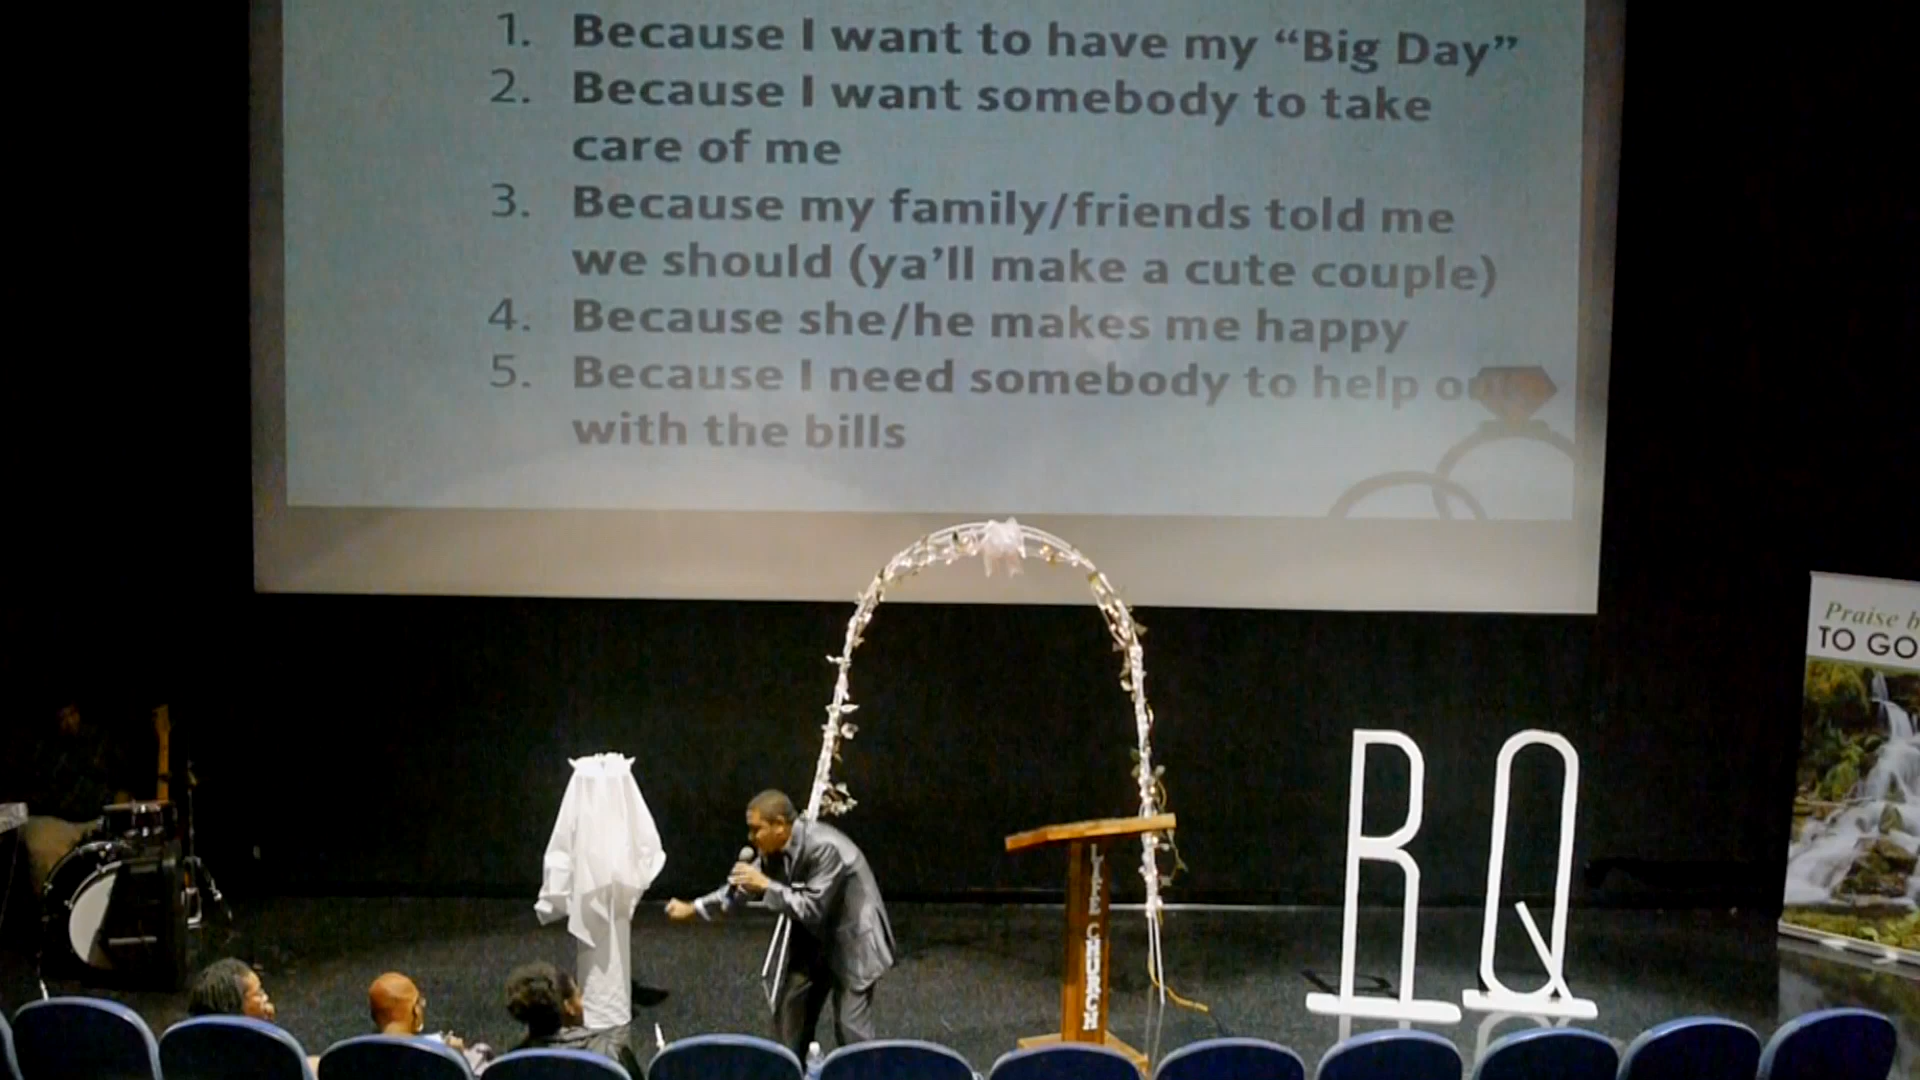 1. Because I want to have my “Big Day”
2. Because I want somebody to take
care of me
3. Because my family/friends told me
we should (ya’ll make a cute couple)
4. Because she/he makes me happy
5. Because I need somebody to help
with the bills
Praise
TO GO
CHURCH
R Q